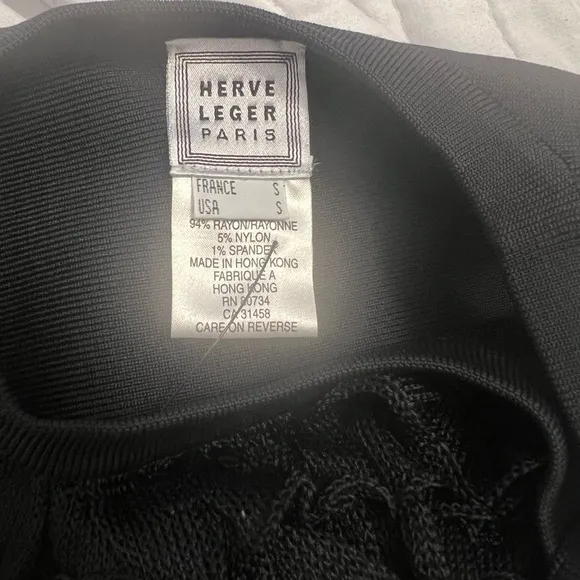 HERVE
LEGER
PARIS
FRANCE S
USA S
94% RAYON/RAYONNE
5% NYLON
1% SPANDEX
MADE IN HONG KONG
FABRIQUE A
HONG KONG
RN 90734
CA 31458
CARE ON REVERSE